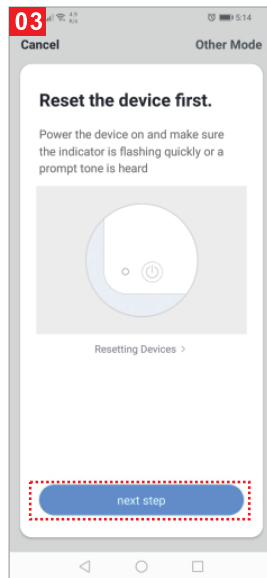 03
5:14
Cancel
Other Mode
Reset the device first.
Power the device on and make sure
the indicator is flashing quickly or a
prompt tone is heard
Resetting Devices >
next step